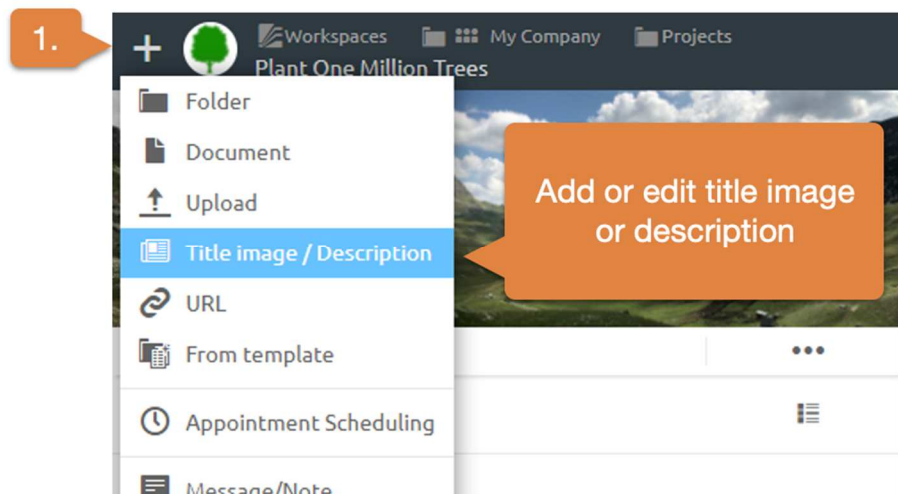 1.
Workspaces My Company Projects
Plant One Million Trees
Folder
Document
Upload
Title image / Description
URL
From template
Appointment Scheduling
Message/Note
Add or edit title image
or description